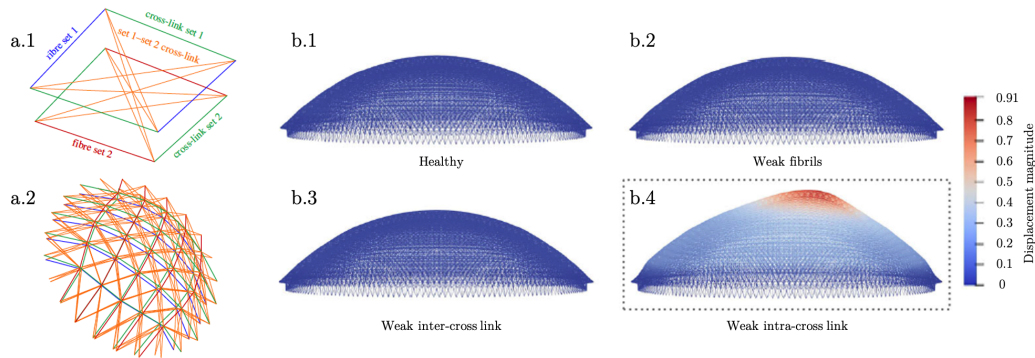 a.1
fibre set 1
cross-link set 1
set 1–set 2 cross-link
fibre set 2
cross-link set 2
b.1
Healthy
b.2
Weak fibrils
a.2
b.3
Weak inter-cross link
b.4
Weak intra-cross link
0.91
0.9
0.8
0.7
0.6
0.5
0.4
0.3
0.2
0.1
0
Displacement magnitude